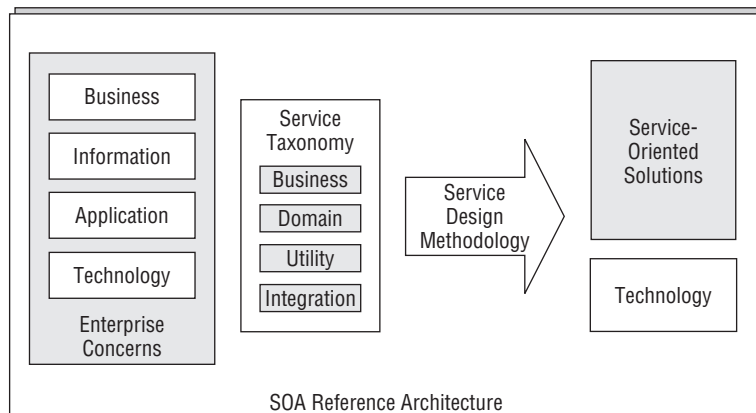 Business
Information
Application
Technology
Enterprise
Concerns
Service
Taxonomy
Business
Domain
Utility
Integration
Service
Design
Methodology
Service-
Oriented
Solutions
Technology
SOA Reference Architecture